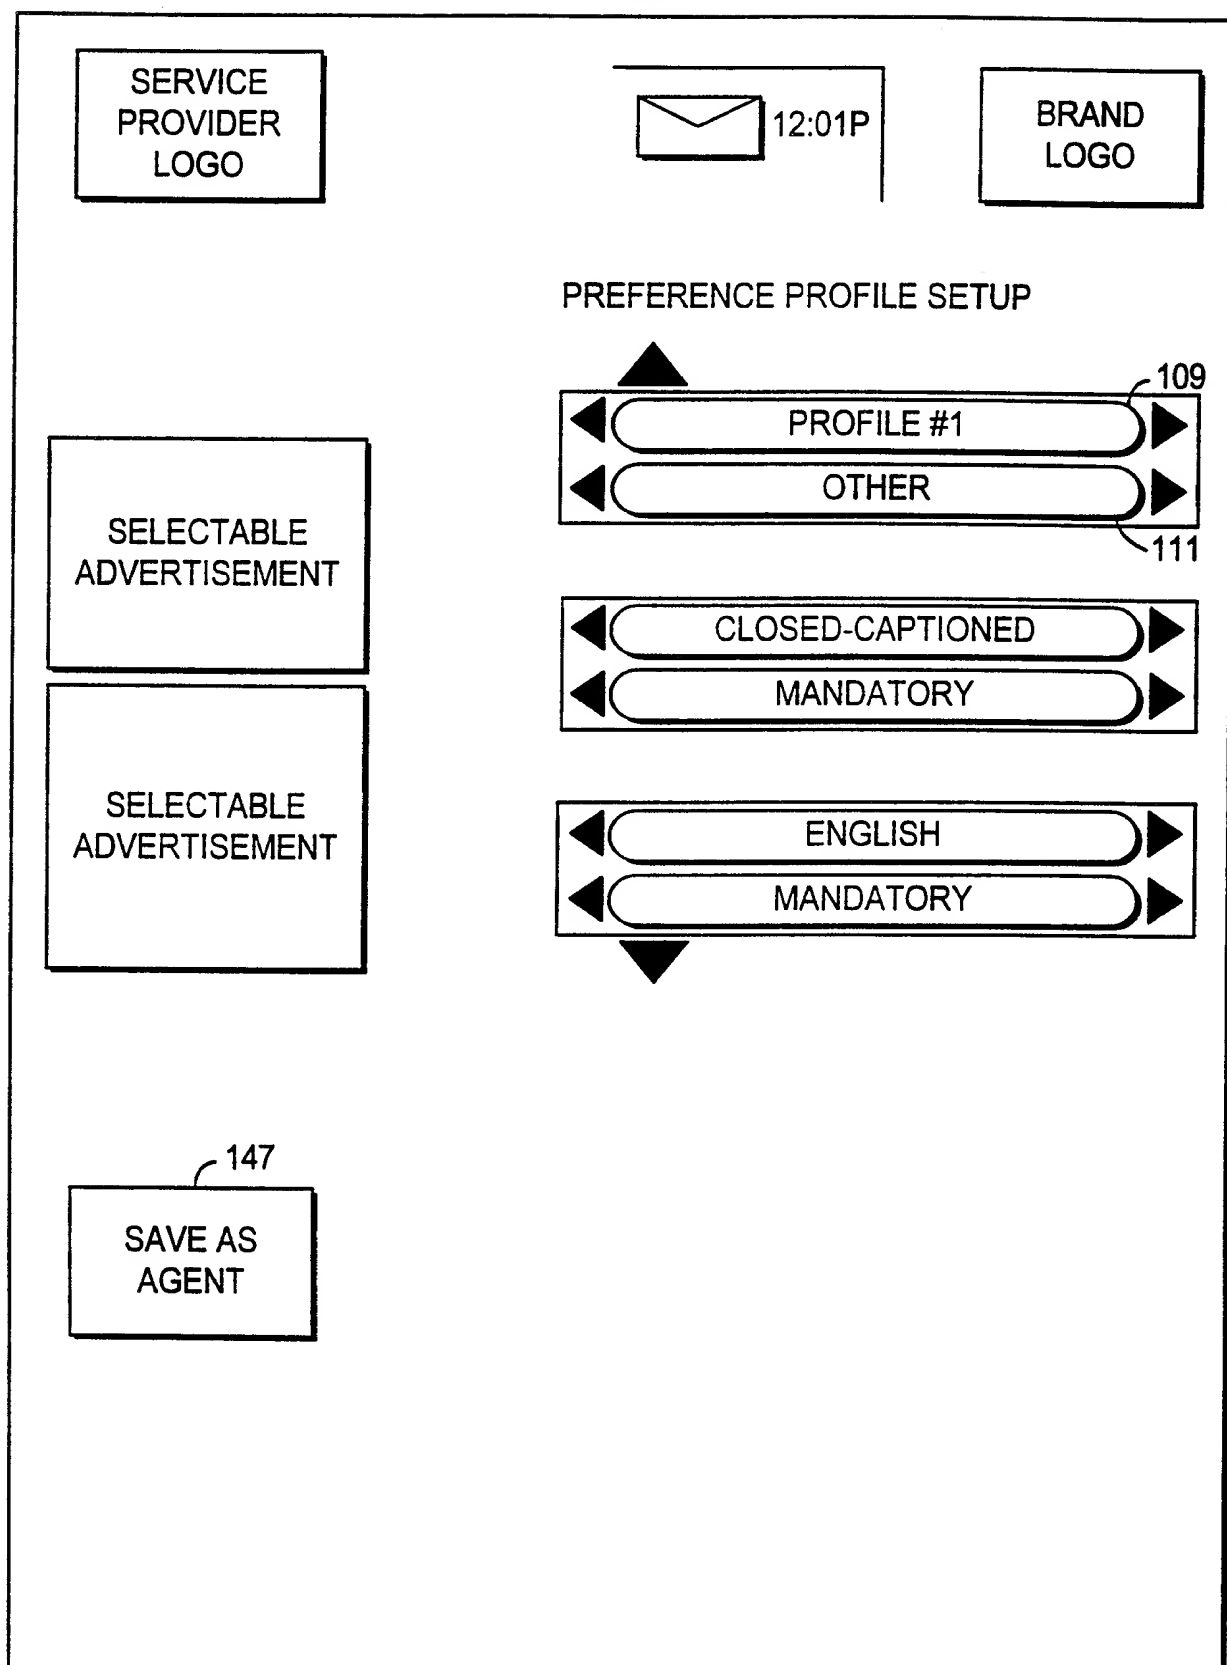 SERVICE
PROVIDER
LOGO
12:01P
BRAND
LOGO
PREFERENCE PROFILE SETUP
109
PROFILE #1
OTHER
111
SELECTABLE
ADVERTISEMENT
CLOSED-CAPTIONED
MANDATORY
SELECTABLE
ADVERTISEMENT
ENGLISH
MANDATORY
147
SAVE AS
AGENT